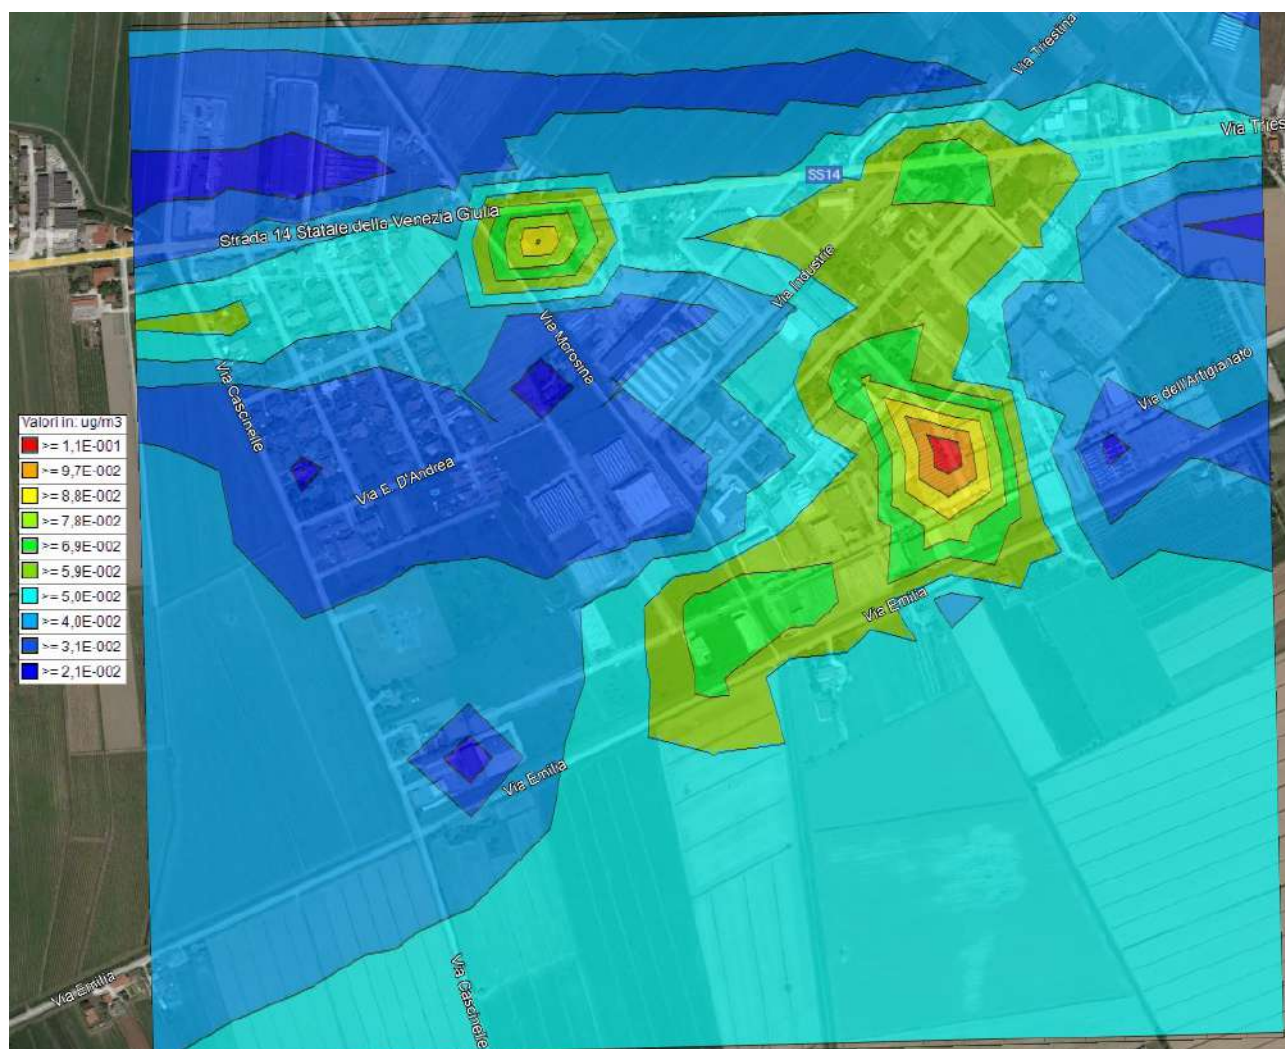 Via Triestina
Via Tries
SS14
Strada 14 Statale della Venezia Giulia
Via Industrie
Via Morosina
Via Cascinelle
Via dell'Artigianato
Via E. D'Andrea
Valori in: ug/m3
>= 1,1E-001
>= 9,7E-002
>= 8,8E-002
>= 7,8E-002
>= 6,9E-002
>= 5,9E-002
>= 5,0E-002
>= 4,0E-002
>= 3,1E-002
>= 2,1E-002
Via Emilia
Via Emilia
Via Emilia
Via Cascinelle